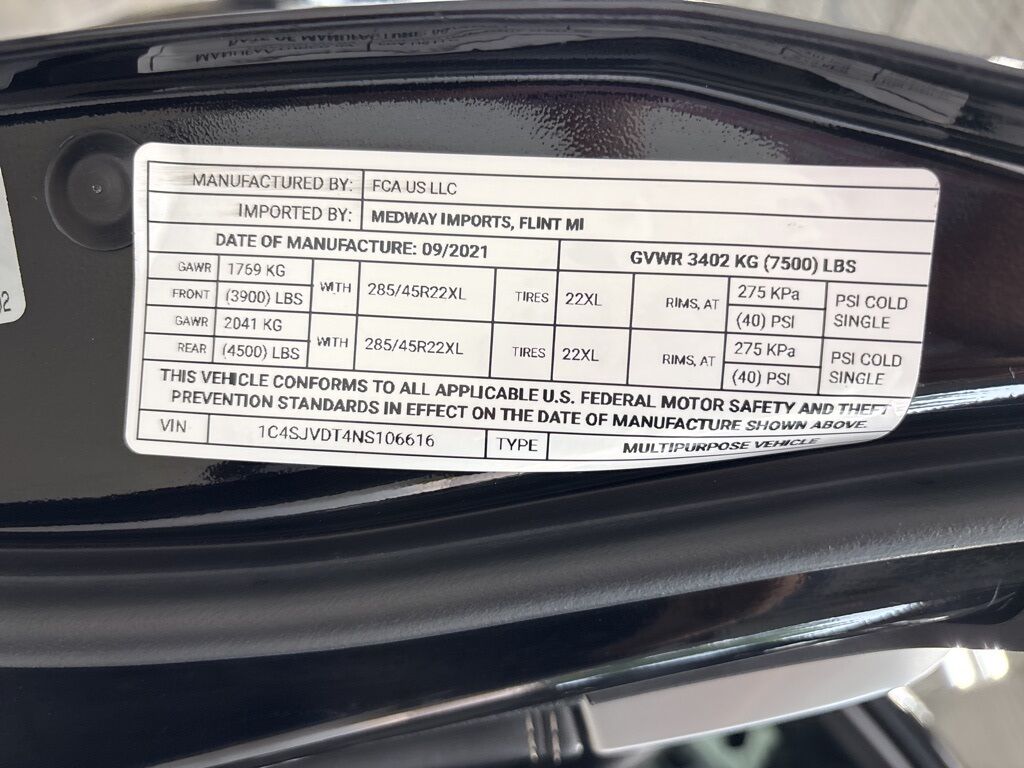 MANUFACTURED BY: FCA US LLC
IMPORTED BY: MEDWAY IMPORTS, FLINT MI
DATE OF MANUFACTURE: 09/2021 GVWR 3402 KG (7500) LBS
GAWR FRONT 1769 KG (3900) LBS WITH 285/45R22XL TIRES 22XL RIMS, AT 275 KPa (40) PSI PSI COLD SINGLE
GAWR REAR 2041 KG (4500) LBS WITH 285/45R22XL TIRES 22XL RIMS, AT 275 KPa (40) PSI PSI COLD SINGLE
THIS VEHICLE CONFORMS TO ALL APPLICABLE U.S. FEDERAL MOTOR SAFETY AND THEFT
PREVENTION STANDARDS IN EFFECT ON THE DATE OF MANUFACTURE SHOWN ABOVE.
VIN 1C4SJVDT4NS106616 TYPE MULTIPURPOSE VEHICLE